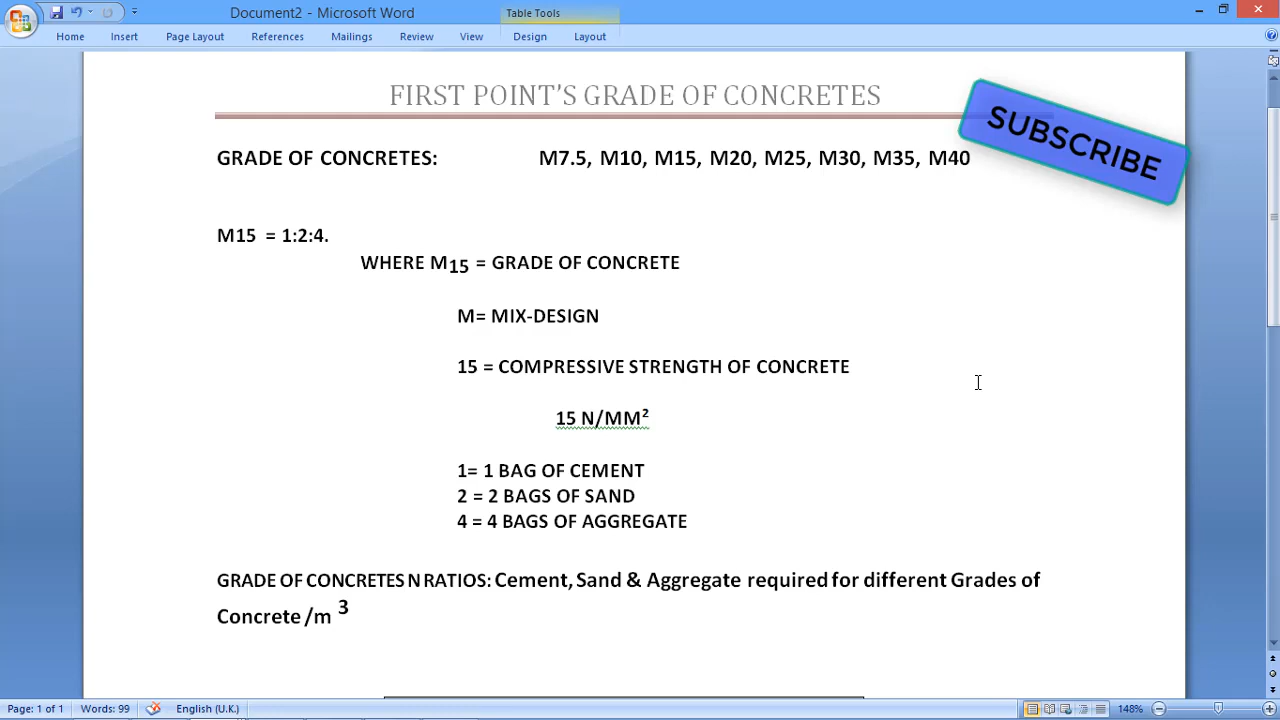 Document2 - Microsoft Word
Table Tools
Home Insert Page Layout References Mailings Review View Design Layout
FIRST POINT'S GRADE OF CONCRETES
SUBSCRIBE
GRADE OF CONCRETES: M7.5, M10, M15, M20, M25, M30, M35, M40
M15 = 1:2:4.
WHERE M15 = GRADE OF CONCRETE
M= MIX-DESIGN
15 = COMPRESSIVE STRENGTH OF CONCRETE
15 N/MM²
1= 1 BAG OF CEMENT
2 = 2 BAGS OF SAND
4 = 4 BAGS OF AGGREGATE
GRADE OF CONCRETES N RATIOS: Cement, Sand & Aggregate required for different Grades of
Concrete /m 3
Page: 1 of 1 Words: 99 English (U.K.) 148%